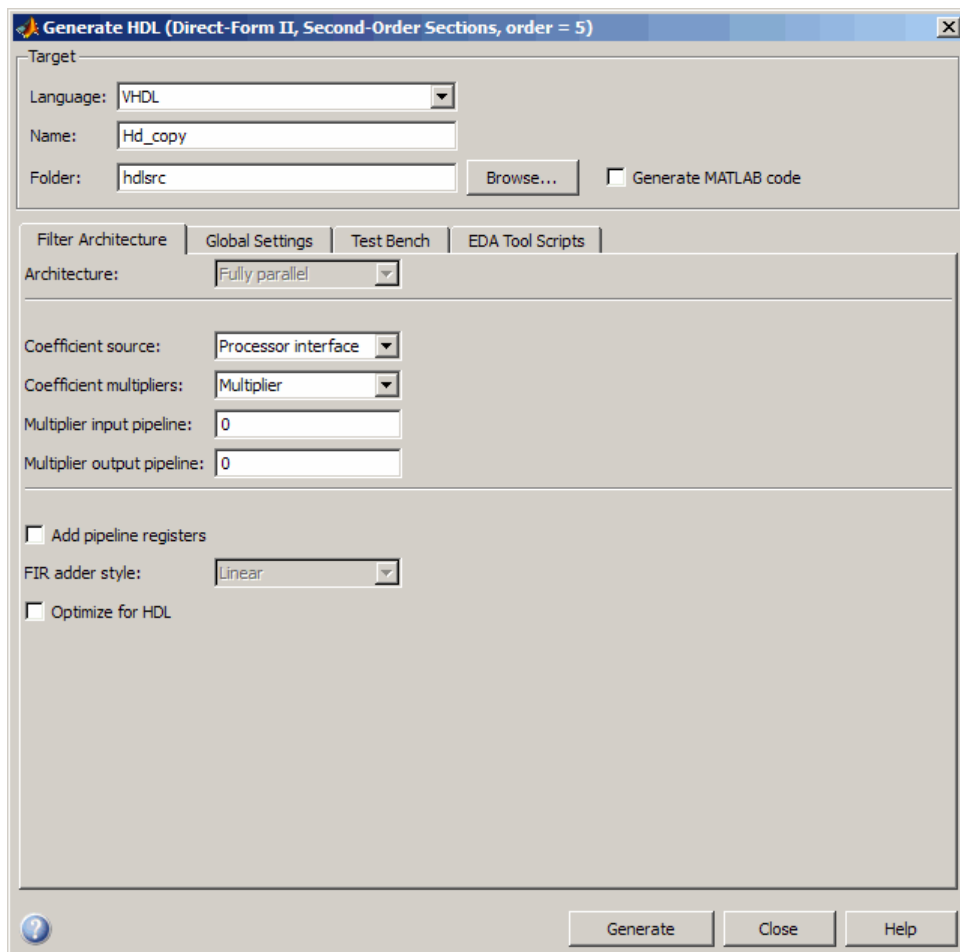 Generate HDL (Direct-Form II, Second-Order Sections, order = 5)
Target
Language: VHDL
Name: Hd_copy
Folder: hdlsrc Browse... Generate MATLAB code
Filter Architecture Global Settings Test Bench EDA Tool Scripts
Architecture: Fully parallel
Coefficient source: Processor interface
Coefficient multipliers: Multiplier
Multiplier input pipeline: 0
Multiplier output pipeline: 0
Add pipeline registers
FIR adder style: Linear
Optimize for HDL
? Generate Close Help